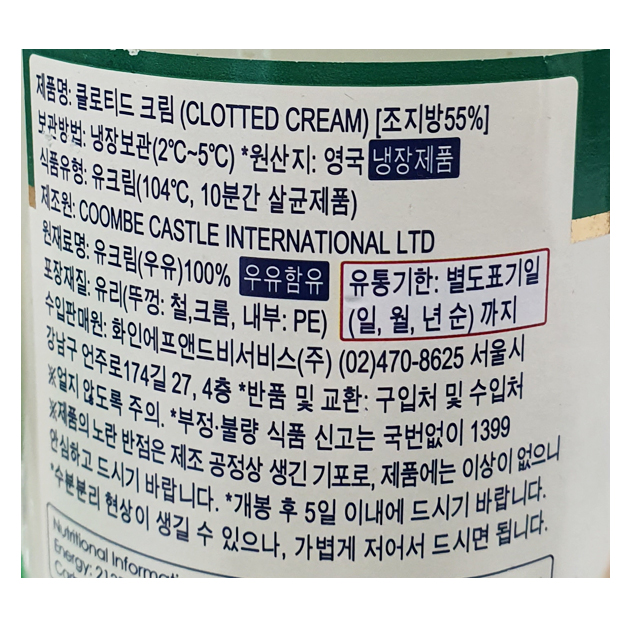 제품명: 클로티드 크림 (CLOTTED CREAM) [조지방55%]
보관방법: 냉장보관(2℃~5℃) *원산지: 영국 냉장제품
식품유형: 유크림(104℃, 10분간 살균제품)
제조원: COOMBE CASTLE INTERNATIONAL LTD
원재료명: 유크림(우유)100% 우유함유
포장재질: 유리(뚜껑: 철,크롬, 내부: PE)
유통기한: 별도표기일
(일, 월, 년 순) 까지
수입판매원: 화인에프앤드비서비스(주) (02)470-8625 서울시
강남구 언주로174길 27, 4층 *반품 및 교환: 구입처 및 수입처
※얼지 않도록 주의. *부정·불량 식품 신고는 국번없이 1399
※제품의 노란 반점은 제조 공정상 생긴 기포로, 제품에는 이상이 없으니
안심하고 드시기 바랍니다. *개봉 후 5일 이내에 드시기 바랍니다.
*수분분리 현상이 생길 수 있으나, 가볍게 저어서 드시면 됩니다.
Nutritional Information
Energy: